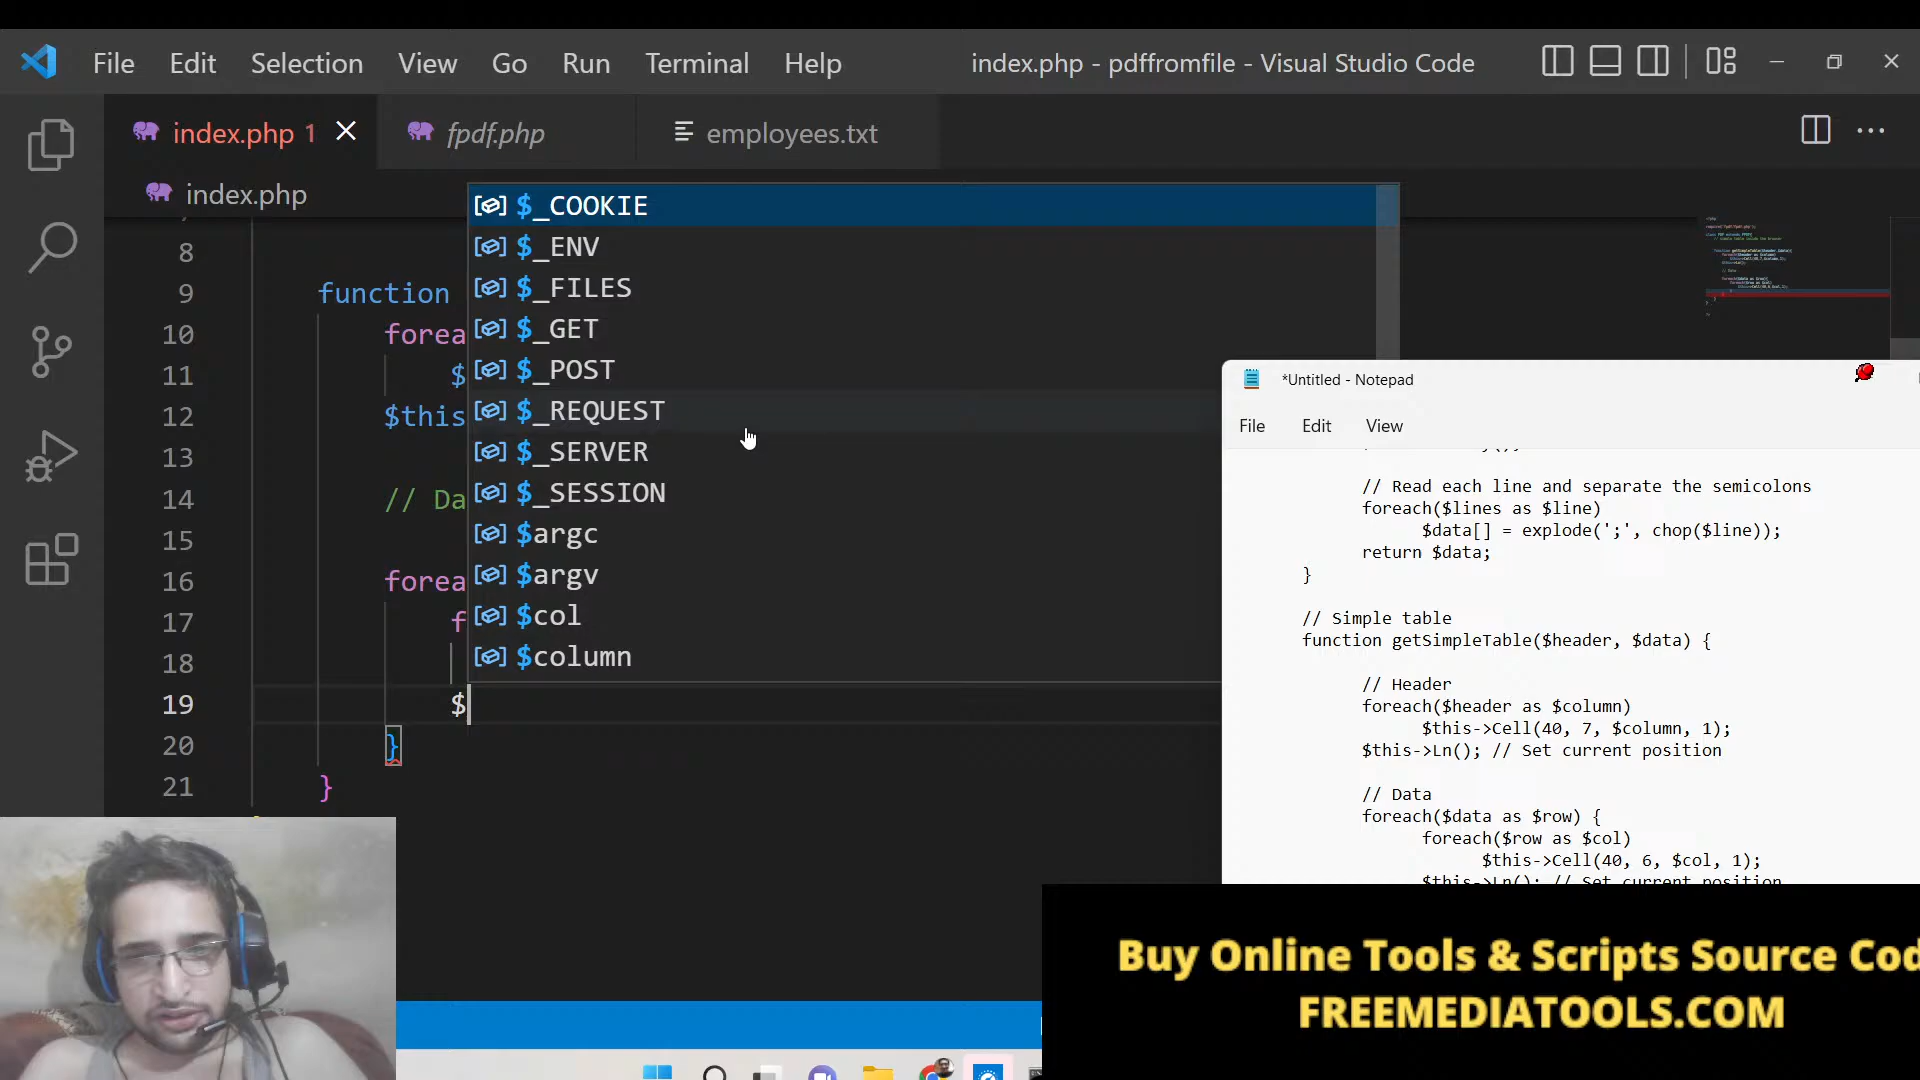 File Edit Selection View Go Run Terminal Help index.php - pdffromfile - Visual Studio Code
index.php 1 fpdf.php employees.txt
index.php
8
9 function
10 forea
11 $
12 $this
13
14 // Da
15
16 forea
17 f
18
19 $
20 }
21 }
$_COOKIE
$_ENV
$_FILES
$_GET
$_POST
$_REQUEST
$_SERVER
$_SESSION
$argc
$argv
$col
$column
*Untitled - Notepad
File Edit View
// Read each line and separate the semicolons
foreach($lines as $line)
$data[] = explode(';', chop($line));
return $data;
}
// Simple table
function getSimpleTable($header, $data) {
// Header
foreach($header as $column)
$this->Cell(40, 7, $column, 1);
$this->Ln(); // Set current position
// Data
foreach($data as $row) {
foreach($row as $col)
$this->Cell(40, 6, $col, 1);
$this->Ln(); // Set current position
Buy Online Tools & Scripts Source Cod
FREEMEDIATOOLS.COM